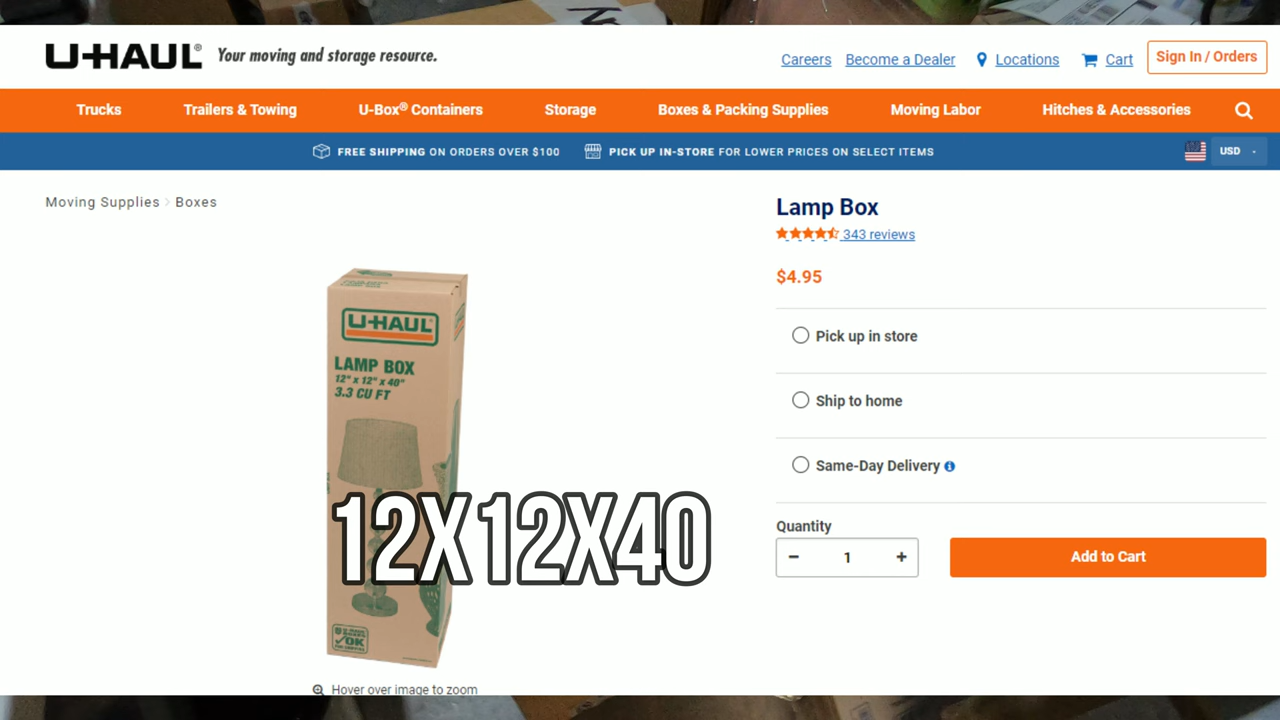 U-HAUL® Your moving and storage resource.
Careers Become a Dealer Locations Cart Sign In / Orders
Trucks Trailers & Towing U-Box® Containers Storage Boxes & Packing Supplies Moving Labor Hitches & Accessories
FREE SHIPPING ON ORDERS OVER $100 PICK UP IN-STORE FOR LOWER PRICES ON SELECT ITEMS USD
Moving Supplies > Boxes
Lamp Box
343 reviews
$4.95
Pick up in store
Ship to home
Same-Day Delivery
Quantity
− 1 + Add to Cart
U-HAUL
LAMP BOX
12" x 12" x 40"
3.3 CU FT
12X12X40
OK
Hover over image to zoom